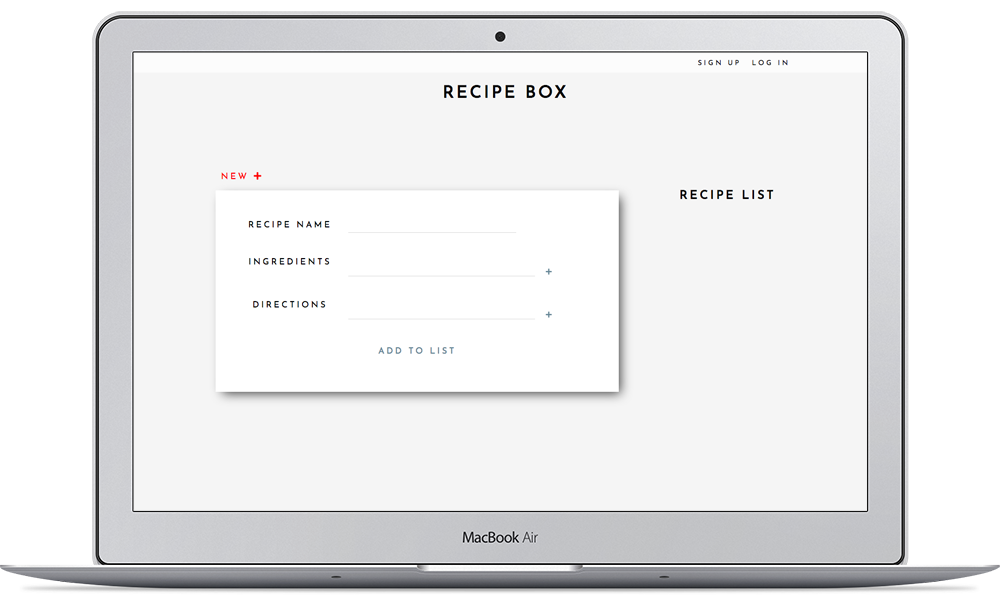 SIGN UP LOG IN
RECIPE BOX
NEW +
RECIPE LIST
RECIPE NAME
INGREDIENTS
+
DIRECTIONS
+
ADD TO LIST
MacBook Air